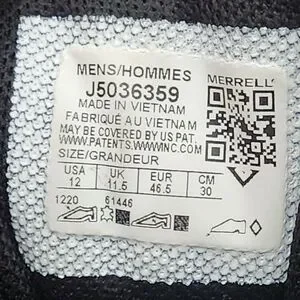 MENS/HOMMES
MERRELL
J5036359
MADE IN VIETNAM
FABRIQUÉ AU VIETNAM
MAY BE COVERED BY US PAT.
WWW.PATENTS.WWWINC.COM
SIZE/GRANDEUR
USA UK EUR CM
12 11.5 46.5 30
1220 61446